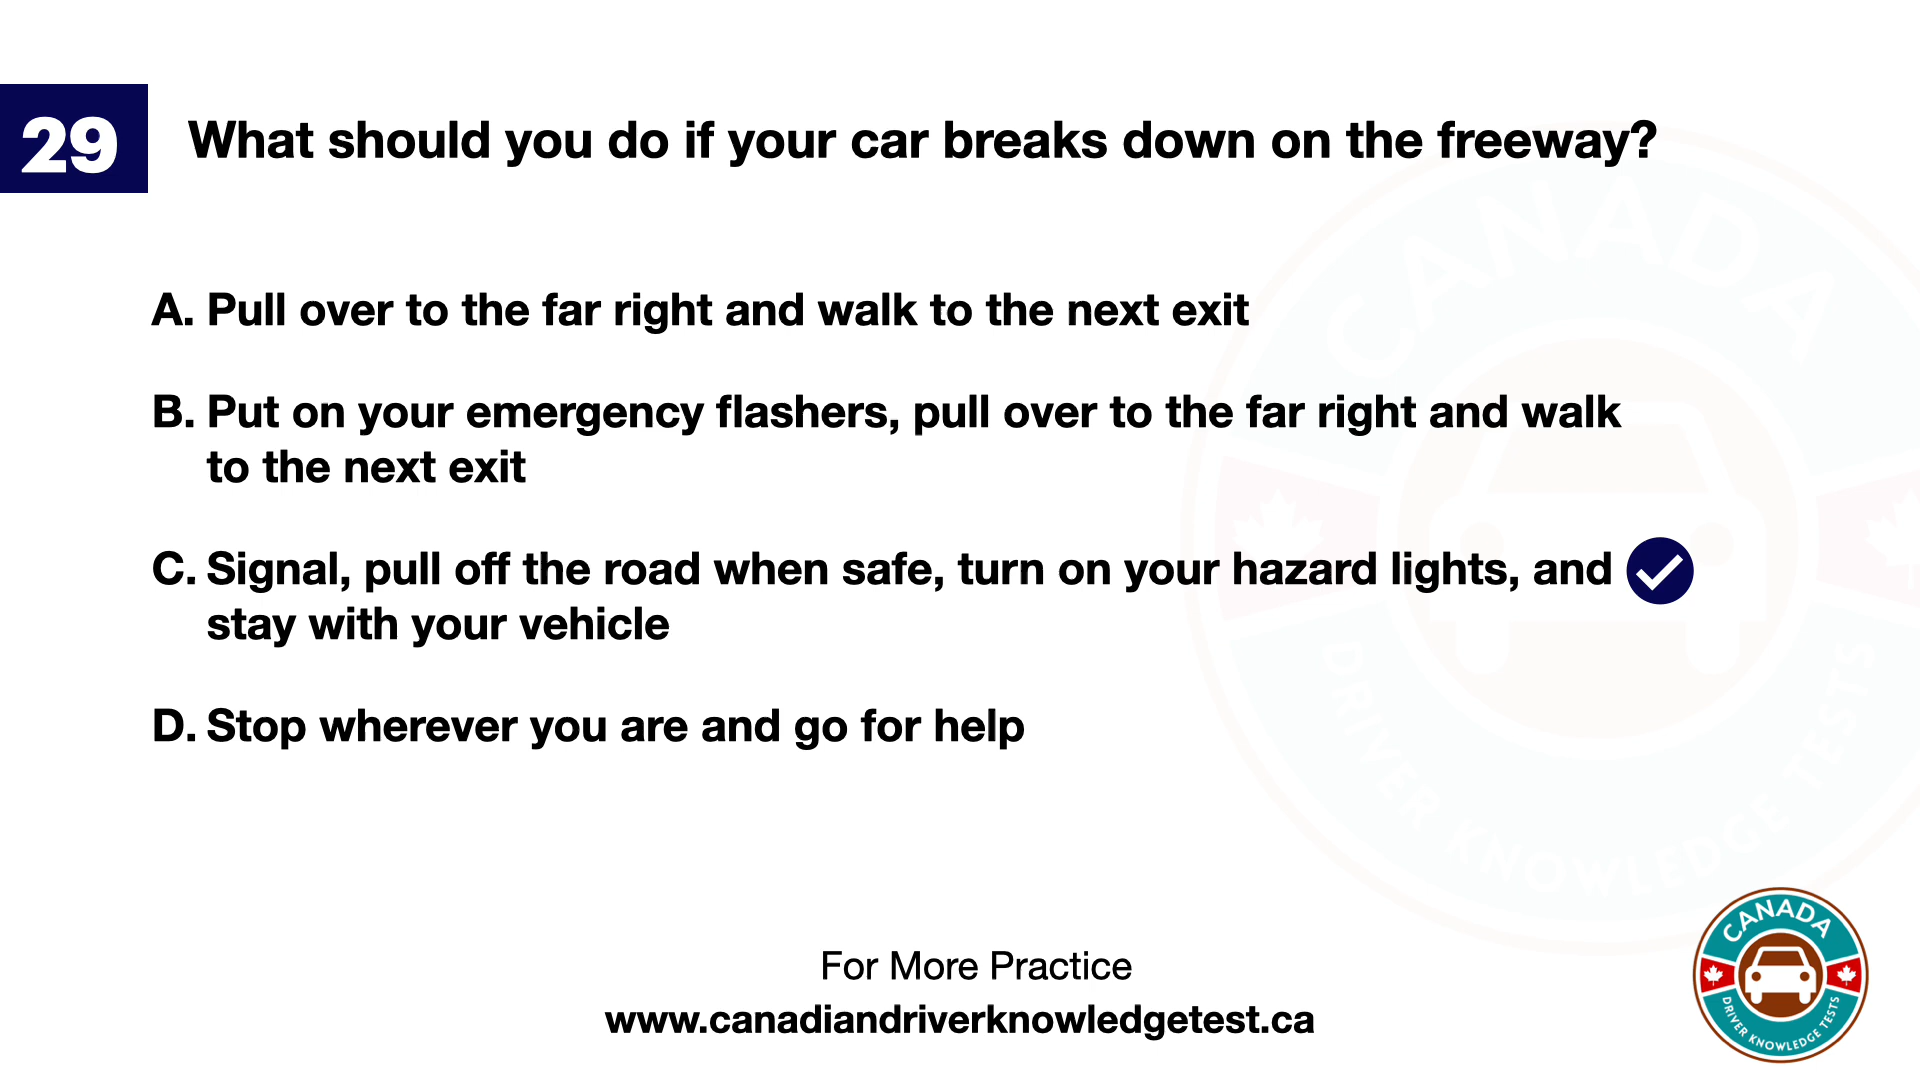 29
What should you do if your car breaks down on the freeway?
A. Pull over to the far right and walk to the next exit
B. Put on your emergency flashers, pull over to the far right and walk
to the next exit
C. Signal, pull off the road when safe, turn on your hazard lights, and
stay with your vehicle
D. Stop wherever you are and go for help
For More Practice
www.canadiandriverknowledgetest.ca
CANADA
DRIVER KNOWLEDGE TESTS
CANADA
DRIVER KNOWLEDGE TESTS